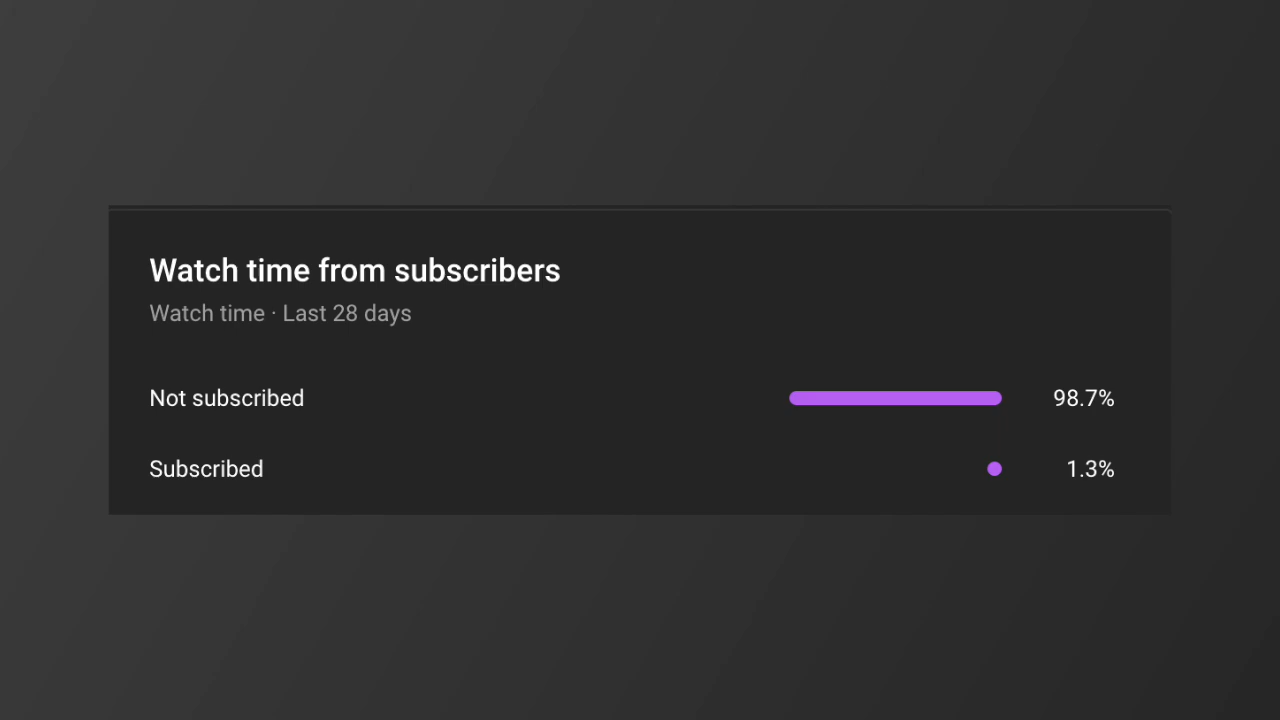 Watch time from subscribers
Watch time · Last 28 days
Not subscribed 98.7%
Subscribed 1.3%